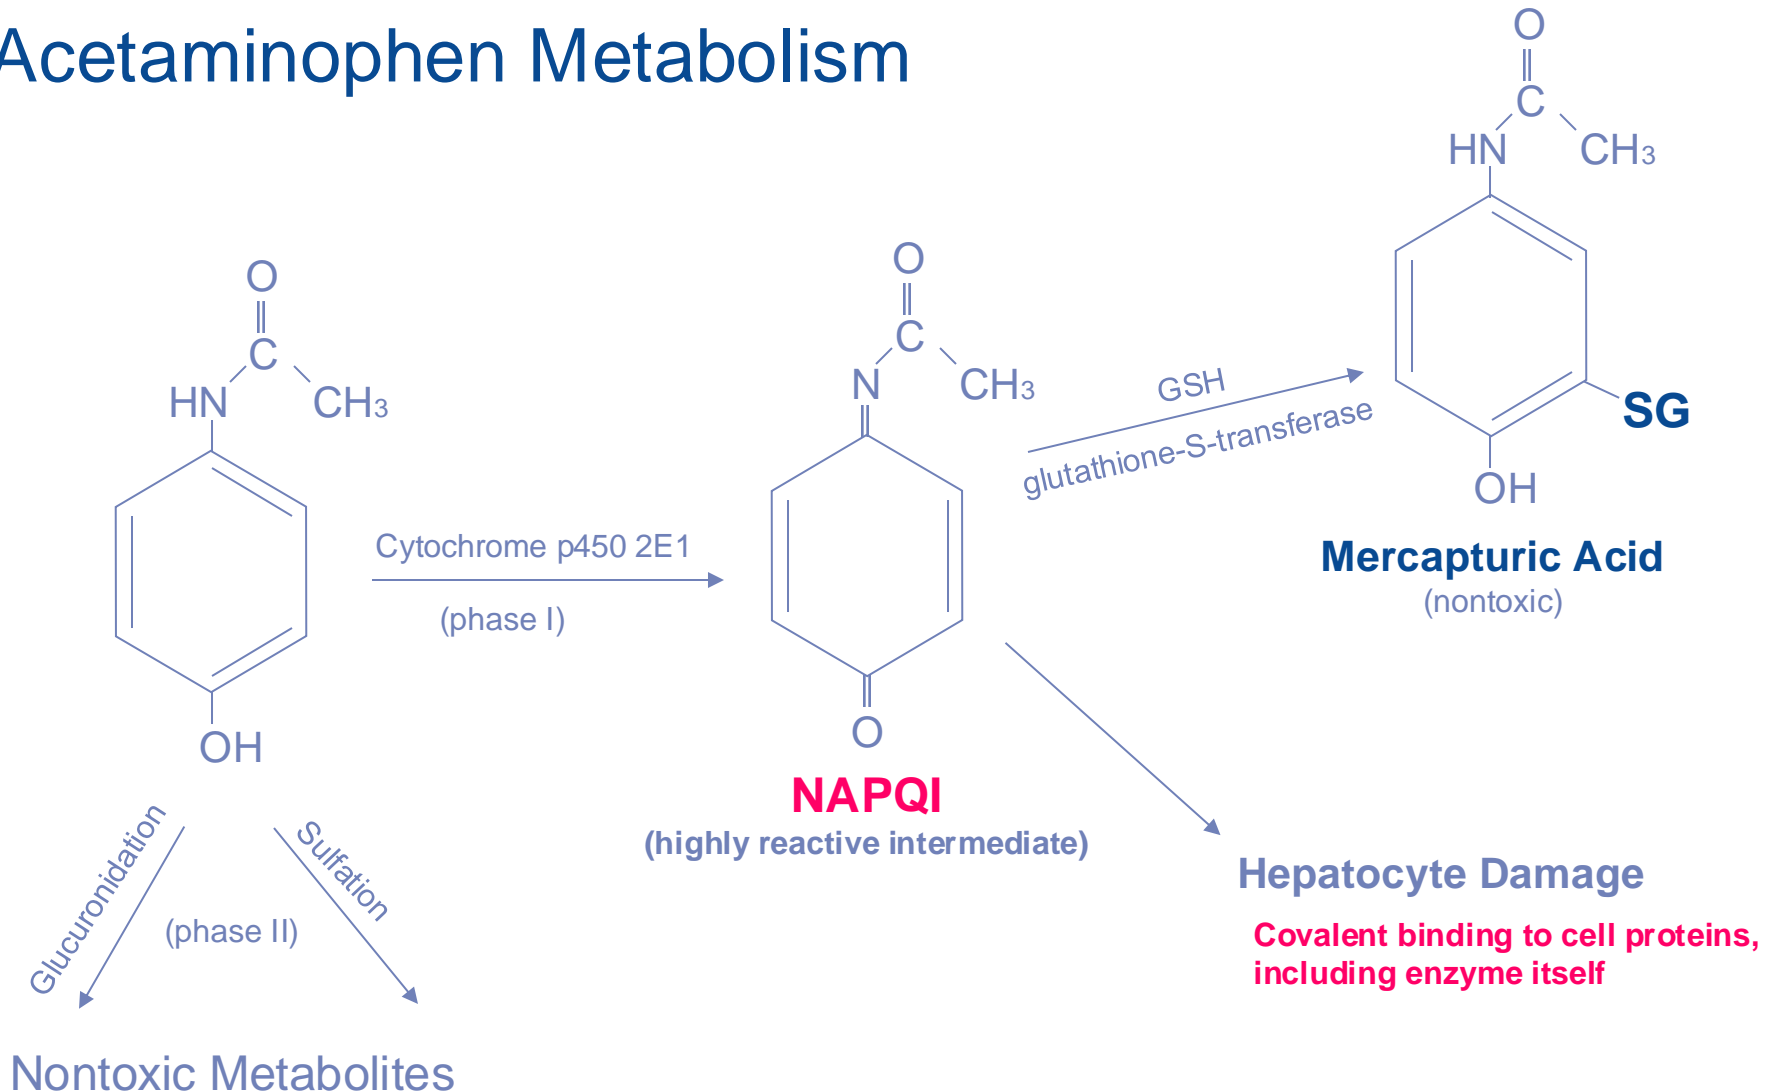 Acetaminophen Metabolism
O
C
HN
CH3
OH
Cytochrome p450 2E1
(phase I)
Glucuronidation
Sulfation
(phase II)
Nontoxic Metabolites
O
C
N
CH3
O
NAPQI
(highly reactive intermediate)
GSH
glutathione-S-transferase
O
C
HN
CH3
SG
OH
Mercapturic Acid
(nontoxic)
Hepatocyte Damage
Covalent binding to cell proteins,
including enzyme itself